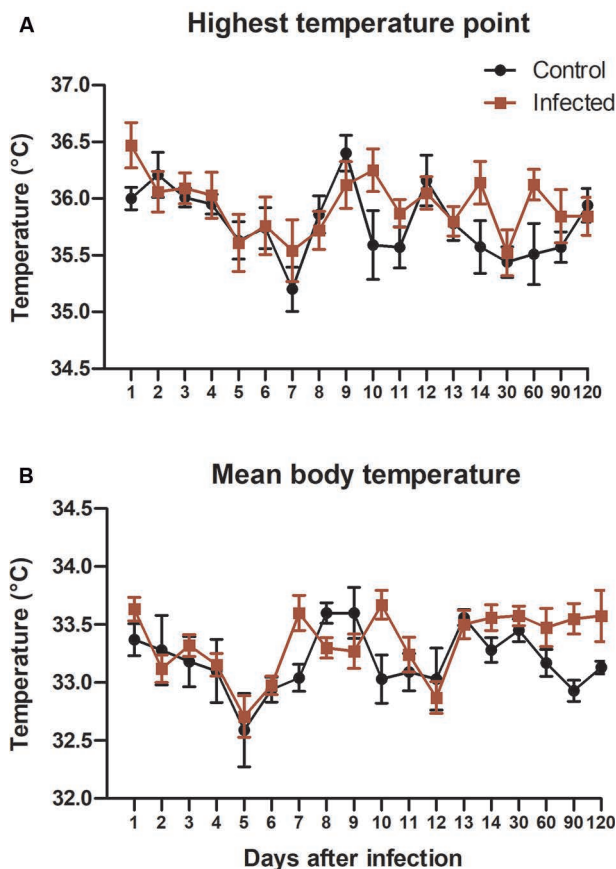 A
Highest temperature point
Control
Infected
Temperature (°C)
37.0
36.5
36.0
35.5
35.0
34.5
1 2 3 4 5 6 7 8 9 10 11 12 13 14 30 60 90 120
B
Mean body temperature
Temperature (°C)
34.5
34.0
33.5
33.0
32.5
32.0
1 2 3 4 5 6 7 8 9 10 11 12 13 14 30 60 90 120
Days after infection